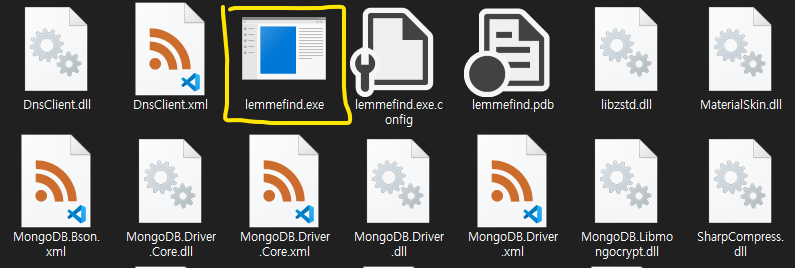 DnsClient.dll
DnsClient.xml
lemmefind.exe
lemmefind.exe.c
onfig
lemmefind.pdb
libzstd.dll
MaterialSkin.dll
MongoDB.Bson.
xml
MongoDB.Driver
.Core.dll
MongoDB.Driver
.Core.xml
MongoDB.Driver
.dll
MongoDB.Driver
.xml
MongoDB.Libmo
ngocrypt.dll
SharpCompress.
dll